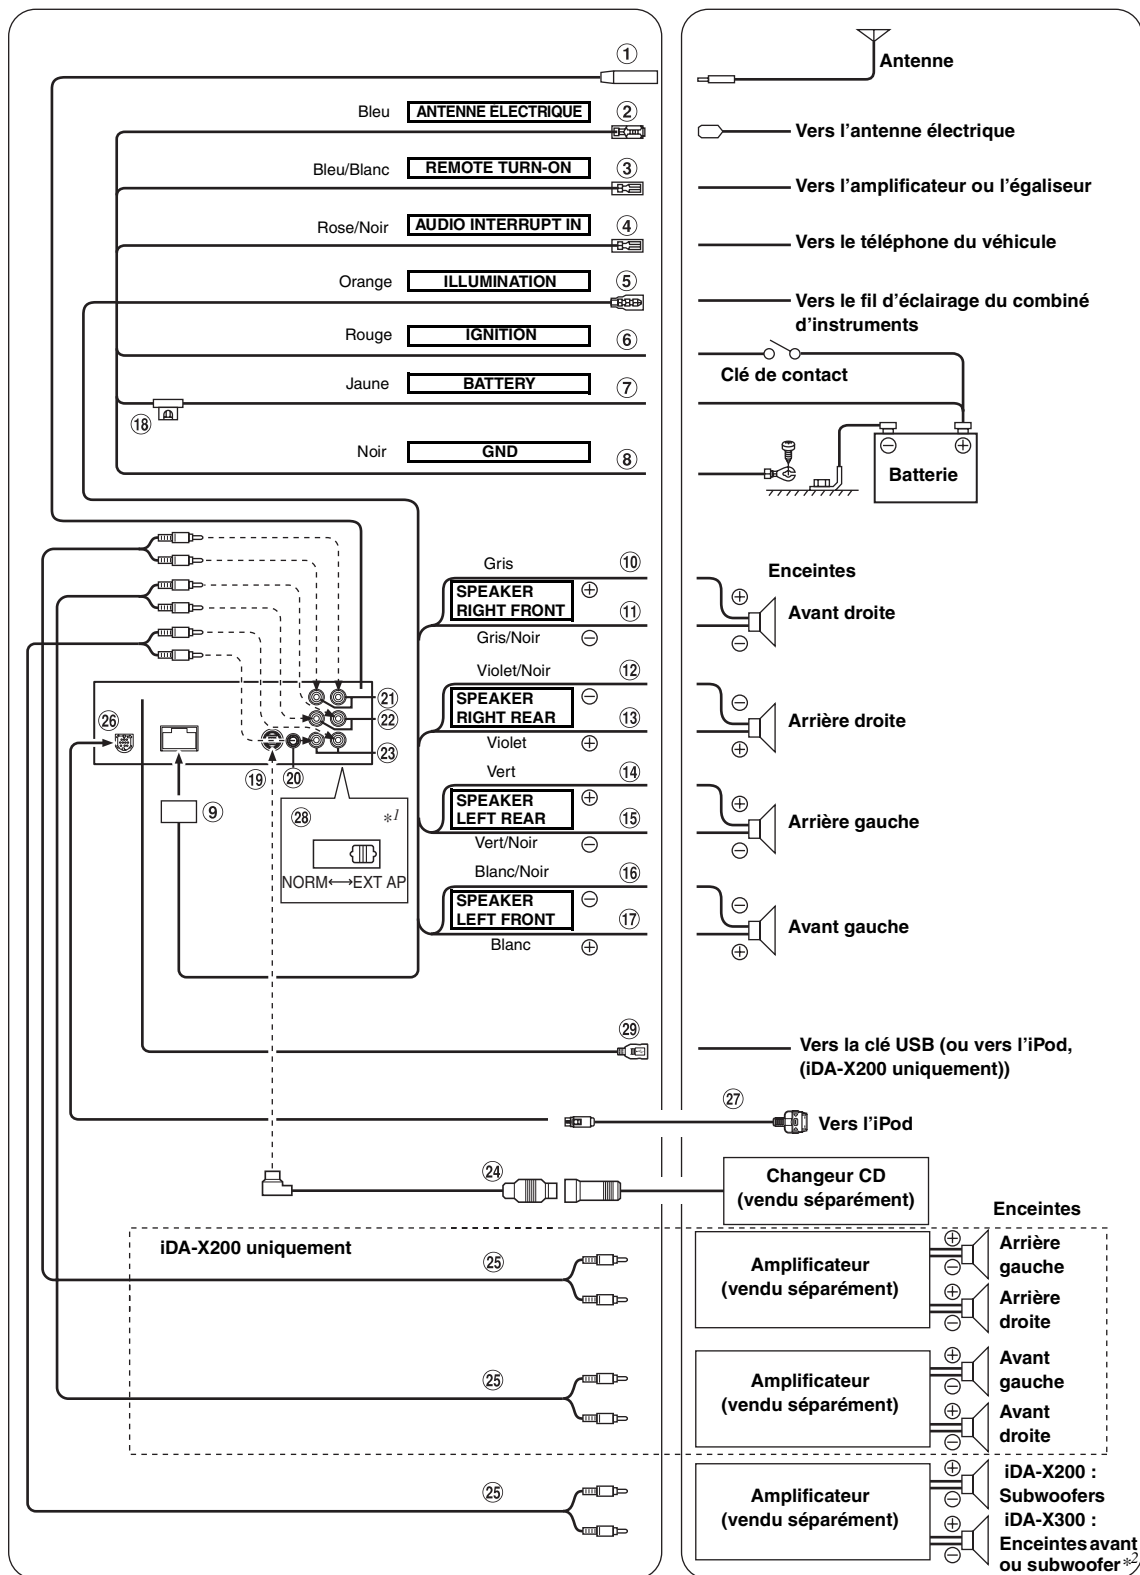 ①
Antenne
Bleu ANTENNE ÉLECTRIQUE ②
Vers l'antenne électrique
Bleu/Blanc REMOTE TURN-ON ③
Vers l'amplificateur ou l'égaliseur
Rose/Noir AUDIO INTERRUPT IN ④
Vers le téléphone du véhicule
Orange ILLUMINATION ⑤
Vers le fil d'éclairage du combiné
d'instruments
Rouge IGNITION ⑥
Clé de contact
Jaune BATTERY ⑦
⑱
Noir GND ⑧
⊖ ⊕
Batterie
Gris ⑩
SPEAKER
RIGHT FRONT ⊕
⑪
Gris/Noir ⊖
Enceintes
⊕
Avant droite
⊖
Violet/Noir ⑫
SPEAKER
RIGHT REAR ⊖
⑬
Violet ⊕
⊖
Arrière droite
⊕
㉑
㉒
㉓
㉖
⑲ ⑳
⑨
㉘ *1
NORM↔EXT AP
Vert ⑭
SPEAKER
LEFT REAR ⊕
⑮
Vert/Noir ⊖
⊕
Arrière gauche
⊖
Blanc/Noir ⑯
SPEAKER
LEFT FRONT ⊖
⑰
Blanc ⊕
⊖
Avant gauche
⊕
㉙
Vers la clé USB (ou vers l'iPod,
(iDA-X200 uniquement))
㉗
Vers l'iPod
㉔
Changeur CD
(vendu séparément)
Enceintes
iDA-X200 uniquement
㉕
Amplificateur
(vendu séparément)
⊕
⊖
Arrière
gauche
⊕
⊖
Arrière
droite
㉕
Amplificateur
(vendu séparément)
⊕
⊖
Avant
gauche
⊕
⊖
Avant
droite
㉕
Amplificateur
(vendu séparément)
⊕
⊖
iDA-X200 :
Subwoofers
⊕
⊖
iDA-X300 :
Enceintes avant
ou subwoofer *2